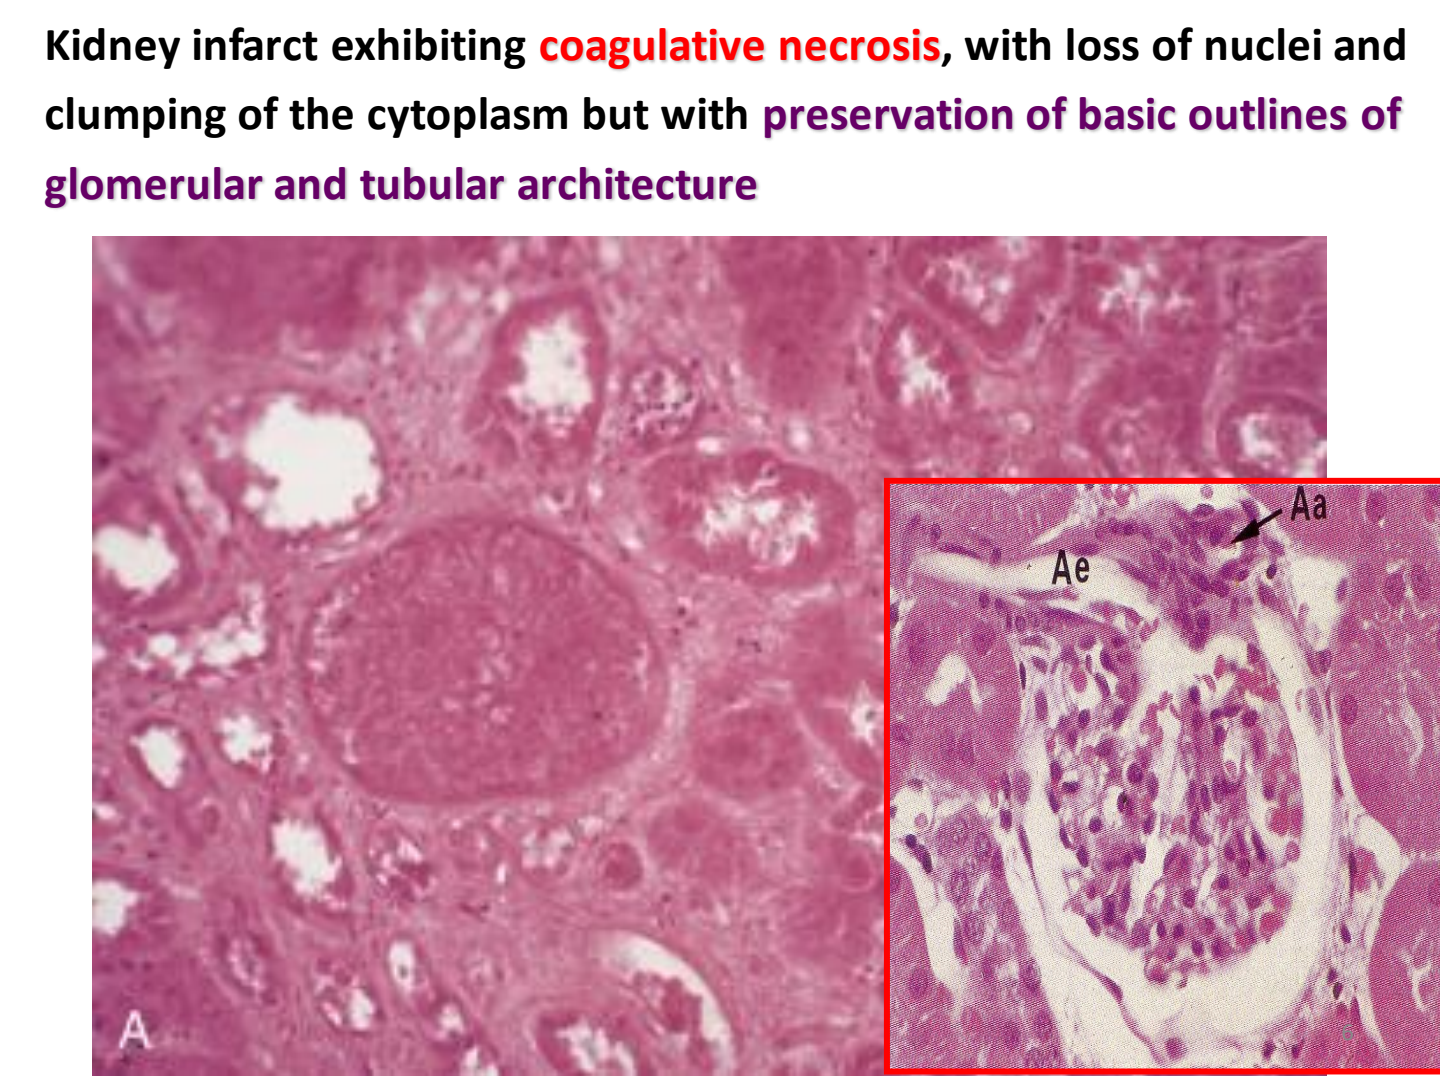 Kidney infarct exhibiting coagulative necrosis, with loss of nuclei and
clumping of the cytoplasm but with preservation of basic outlines of
glomerular and tubular architecture
Aa
Ae
A
6